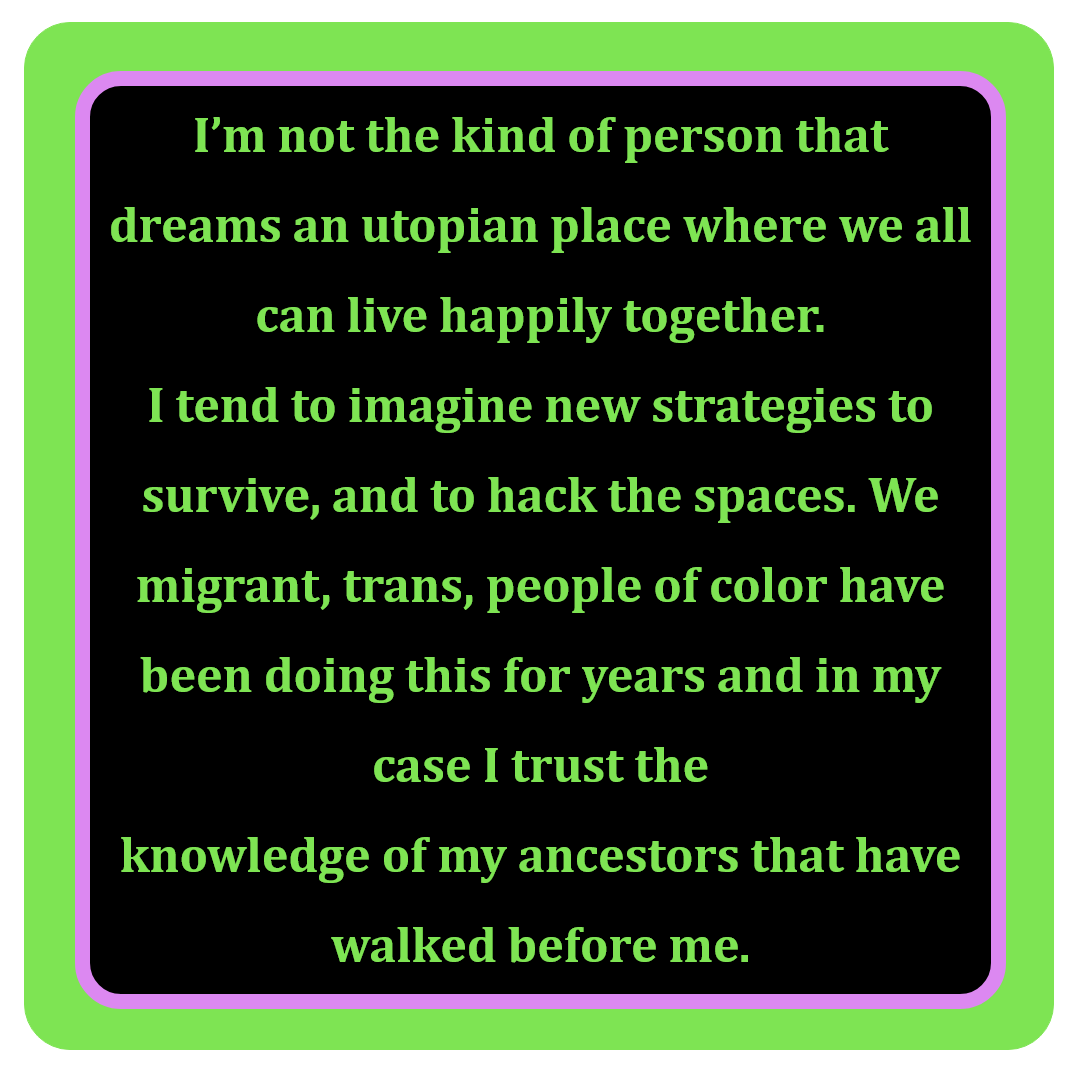 I’m not the kind of person that
dreams an utopian place where we all
can live happily together.
I tend to imagine new strategies to
survive, and to hack the spaces. We
migrant, trans, people of color have
been doing this for years and in my
case I trust the
knowledge of my ancestors that have
walked before me.